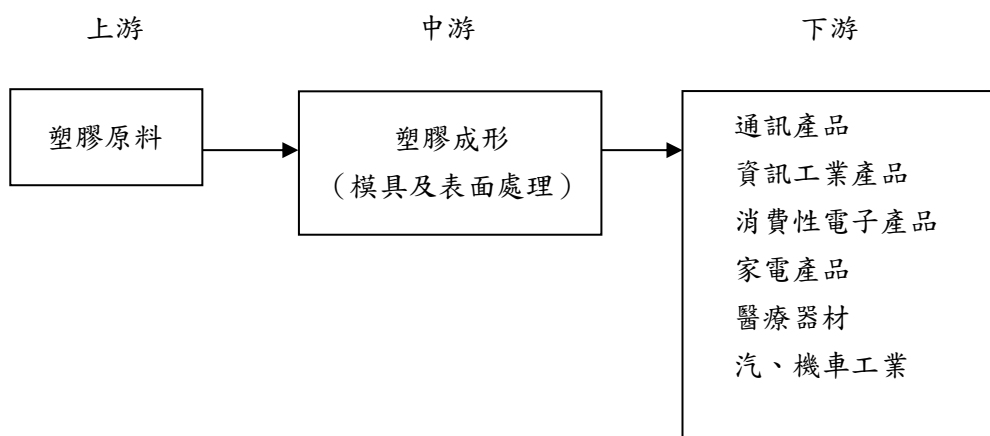 上游 中游 下游
塑膠原料
塑膠成形
（模具及表面處理）
通訊產品
資訊工業產品
消費性電子產品
家電產品
醫療器材
汽、機車工業